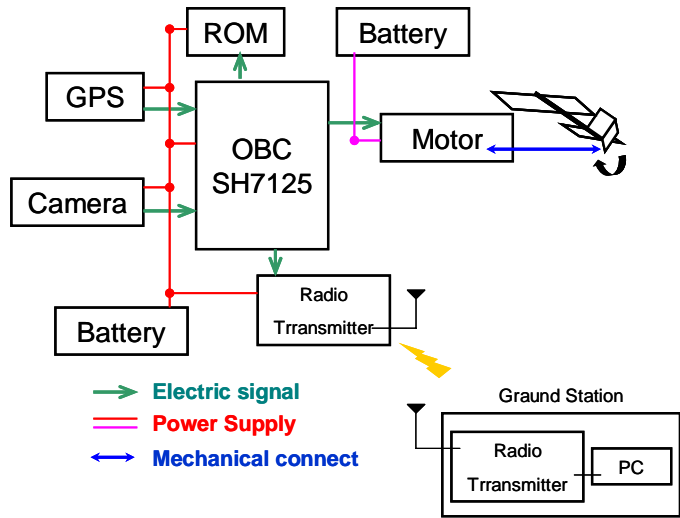 ROM
Battery
GPS
OBC
SH7125
Motor
Camera
Radio
Trransmitter
Battery
Electric signal
Power Supply
Mechanical connect
Graund Station
Radio
Trransmitter
PC